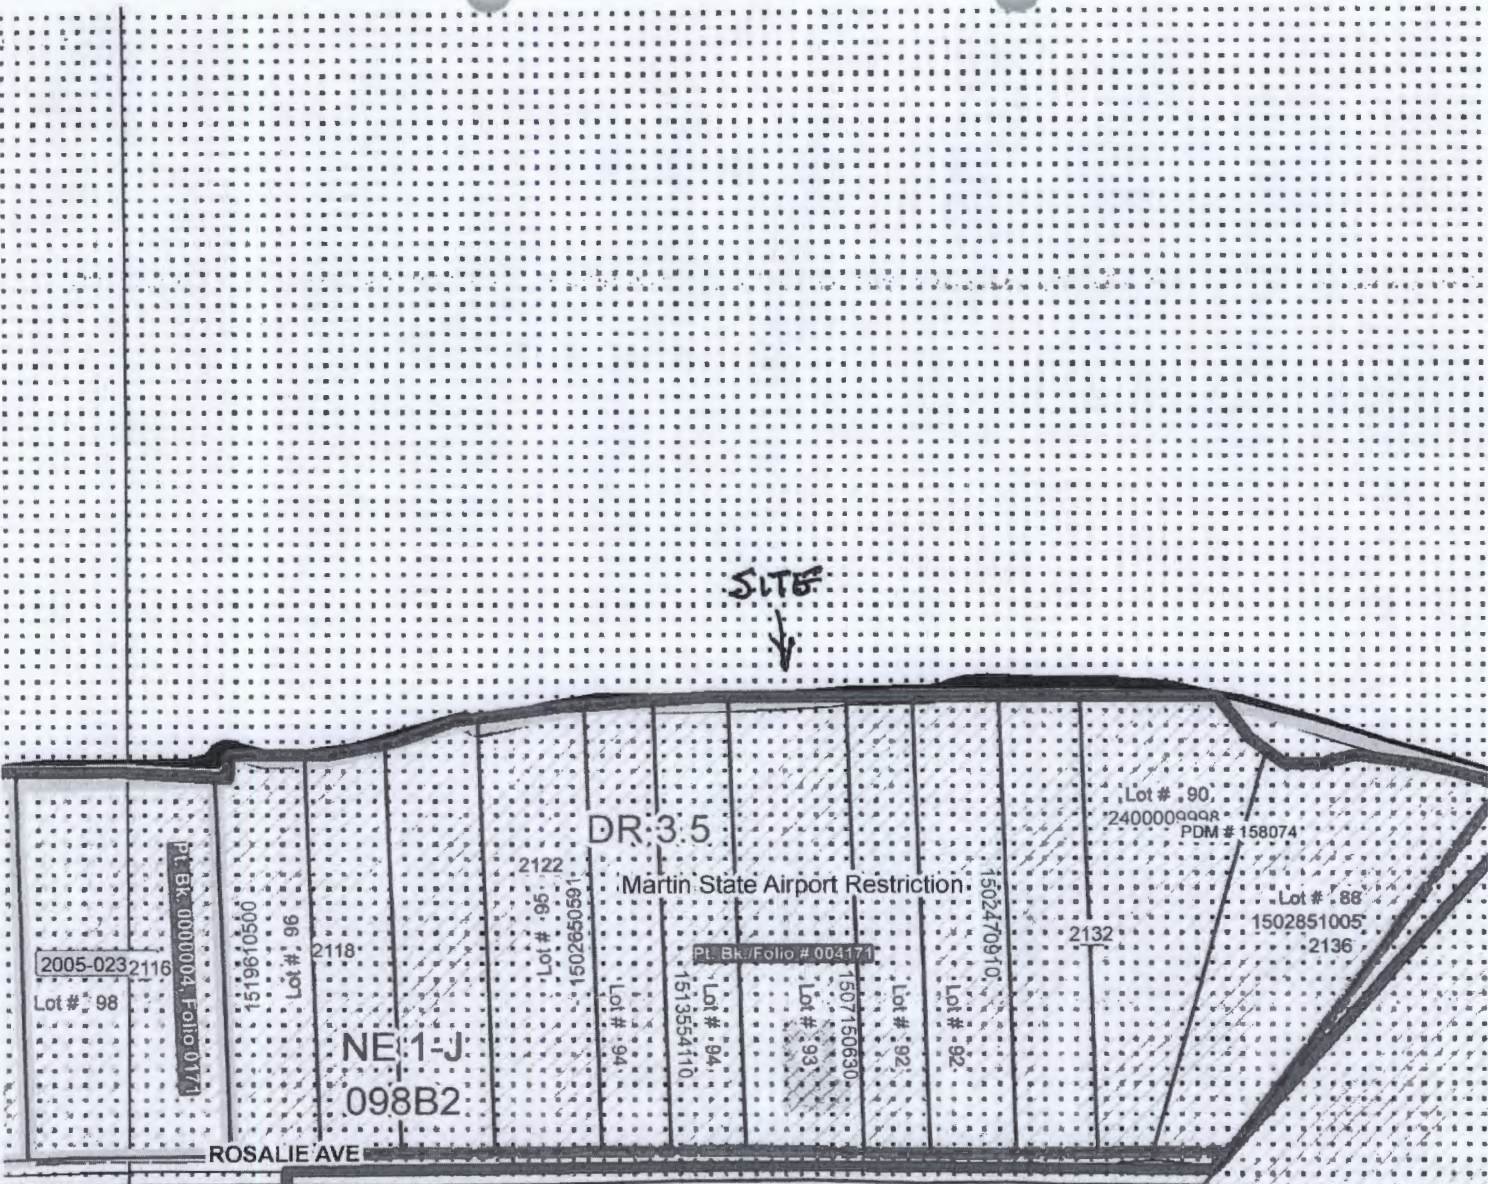 SITE
Lot # 90
2400009998
PDM # 158074
DR 3.5
2122
Martin State Airport Restriction
Lot # 88
1502851005
2136
Lot # 95
1502650591
1502470910
2132
Pt. Bk. 0000004, Folio 0171
1519610500
Lot # 96
2118
Pt. Bk./Folio # 004171
2005-023
2116
Lot # 98
Lot # 94
1513554110
Lot # 94
Lot # 93
1507150630
Lot # 92
Lot # 92
NE 1-J
098B2
ROSALIE AVE